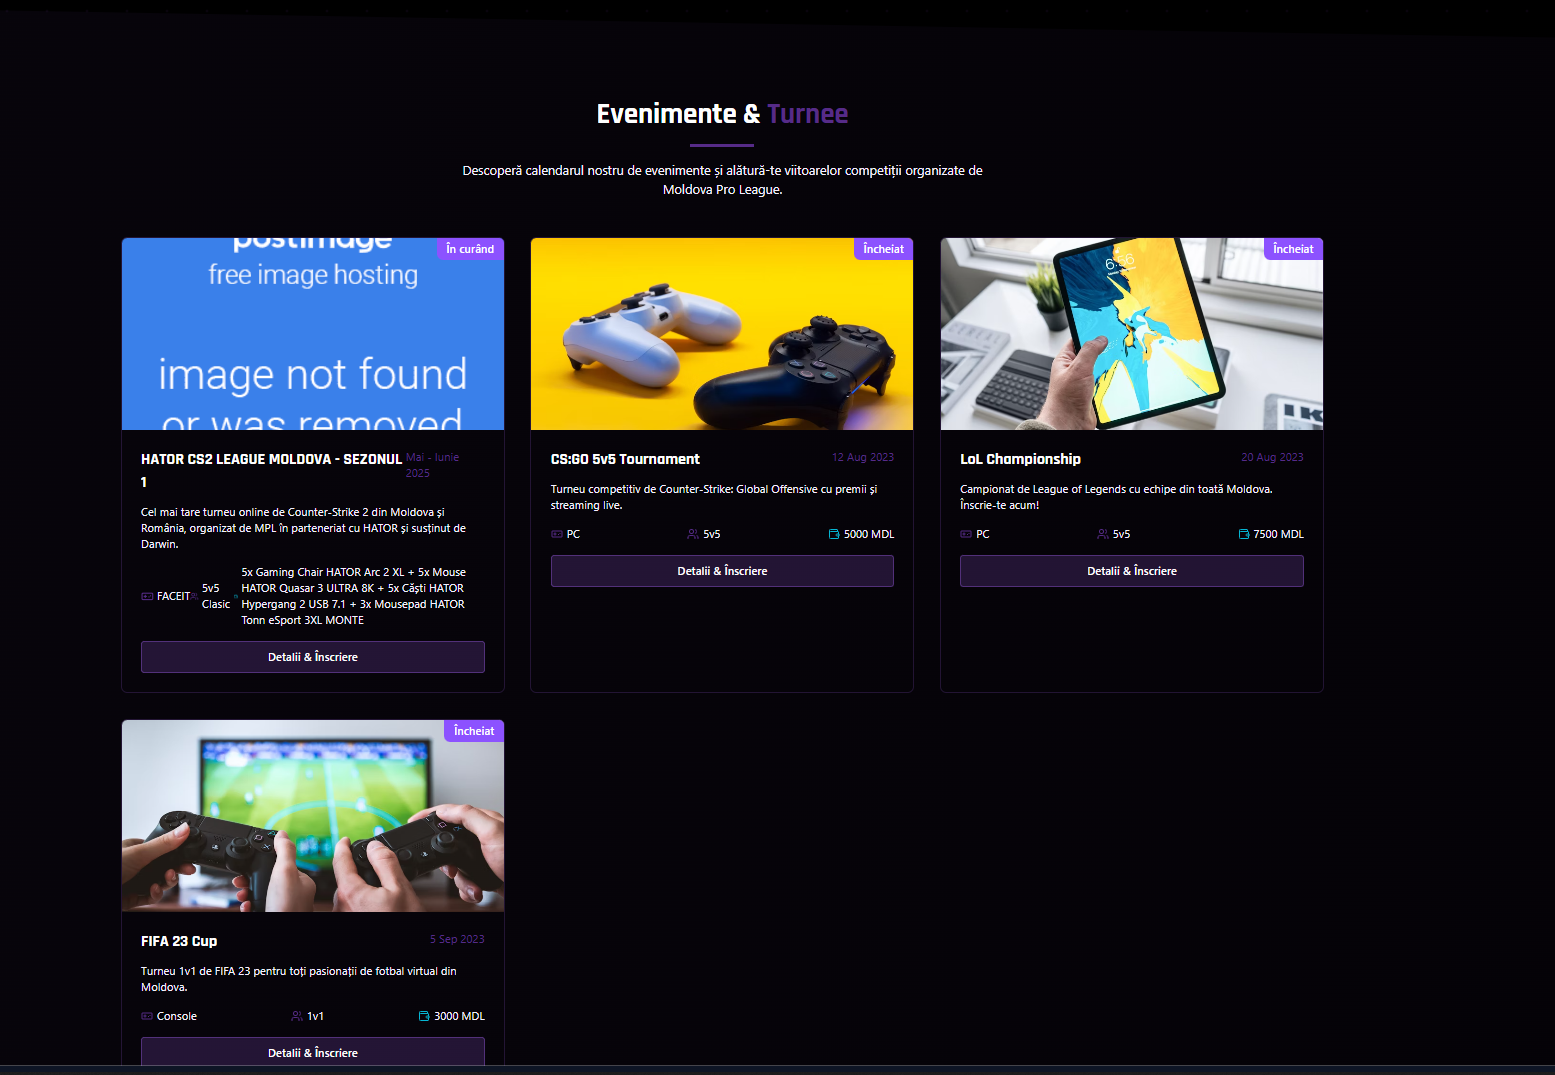 Evenimente & Turnee
Descoperă calendarul nostru de evenimente și alătură-te viitoarelor competiții organizate de
Moldova Pro League.
postimage
free image hosting
image not found
or was removed
În curând
HATOR CS2 LEAGUE MOLDOVA - SEZONUL
1
Mai - Iunie
2025
Cel mai tare turneu online de Counter-Strike 2 din Moldova și
România, organizat de MPL în parteneriat cu HATOR și susținut de
Darwin.
FACEIT
5v5
Clasic
5x Gaming Chair HATOR Arc 2 XL + 5x Mouse
HATOR Quasar 3 ULTRA 8K + 5x Căști HATOR
Hypergang 2 USB 7.1 + 3x Mousepad HATOR
Tonn eSport 3XL MONTE
Detalii & Înscriere
Încheiat
CS:GO 5v5 Tournament
12 Aug 2023
Turneu competitiv de Counter-Strike: Global Offensive cu premii și
streaming live.
PC
5v5
5000 MDL
Detalii & Înscriere
6:56
Încheiat
LoL Championship
20 Aug 2023
Campionat de League of Legends cu echipe din toată Moldova.
Înscrie-te acum!
PC
5v5
7500 MDL
Detalii & Înscriere
Încheiat
FIFA 23 Cup
5 Sep 2023
Turneu 1v1 de FIFA 23 pentru toți pasionații de fotbal virtual din
Moldova.
Console
1v1
3000 MDL
Detalii & Înscriere